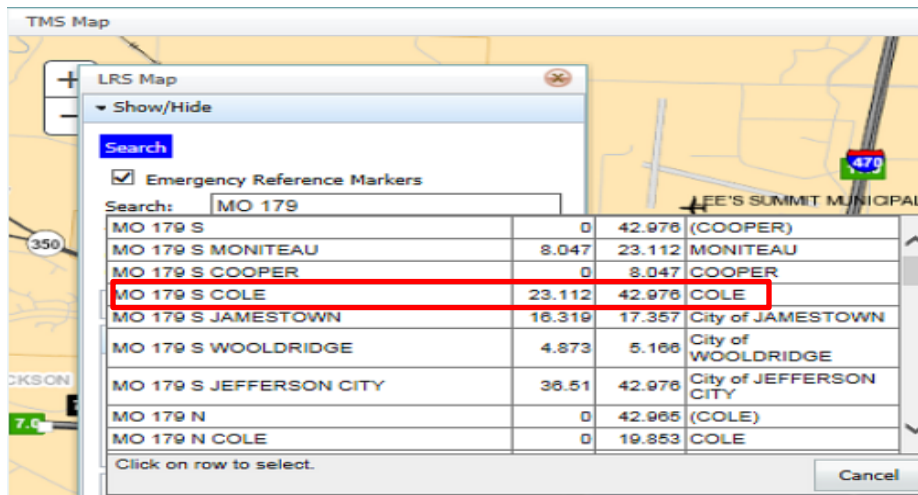 TMS Map
LRS Map
Show/Hide
Search
Emergency Reference Markers
Search: MO 179
470
LEE'S SUMMIT MUNICIPAL
350
MO 179 S 0 42.976 (COOPER)
MO 179 S MONITEAU 8.047 23.112 MONITEAU
MO 179 S COOPER 0 8.047 COOPER
MO 179 S COLE 23.112 42.976 COLE
MO 179 S JAMESTOWN 16.319 17.357 City of JAMESTOWN
MO 179 S WOOLDRIDGE 4.873 5.166 City of
WOOLDRIDGE
MO 179 S JEFFERSON CITY 36.51 42.976 City of JEFFERSON
CITY
CKSON
MO 179 N 0 42.965 (COLE)
7.0
MO 179 N COLE 0 19.853 COLE
Click on row to select.
Cancel